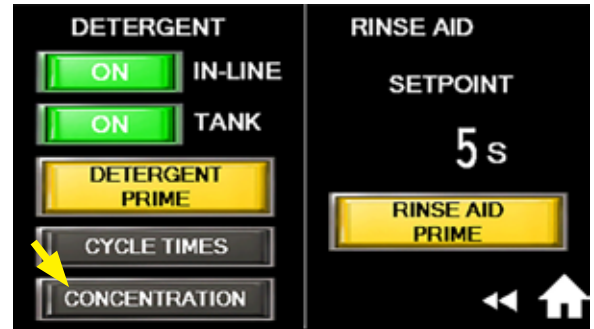 DETERGENT
ON IN-LINE
ON TANK
DETERGENT
PRIME
CYCLE TIMES
CONCENTRATION
RINSE AID
SETPOINT
5 s
RINSE AID
PRIME